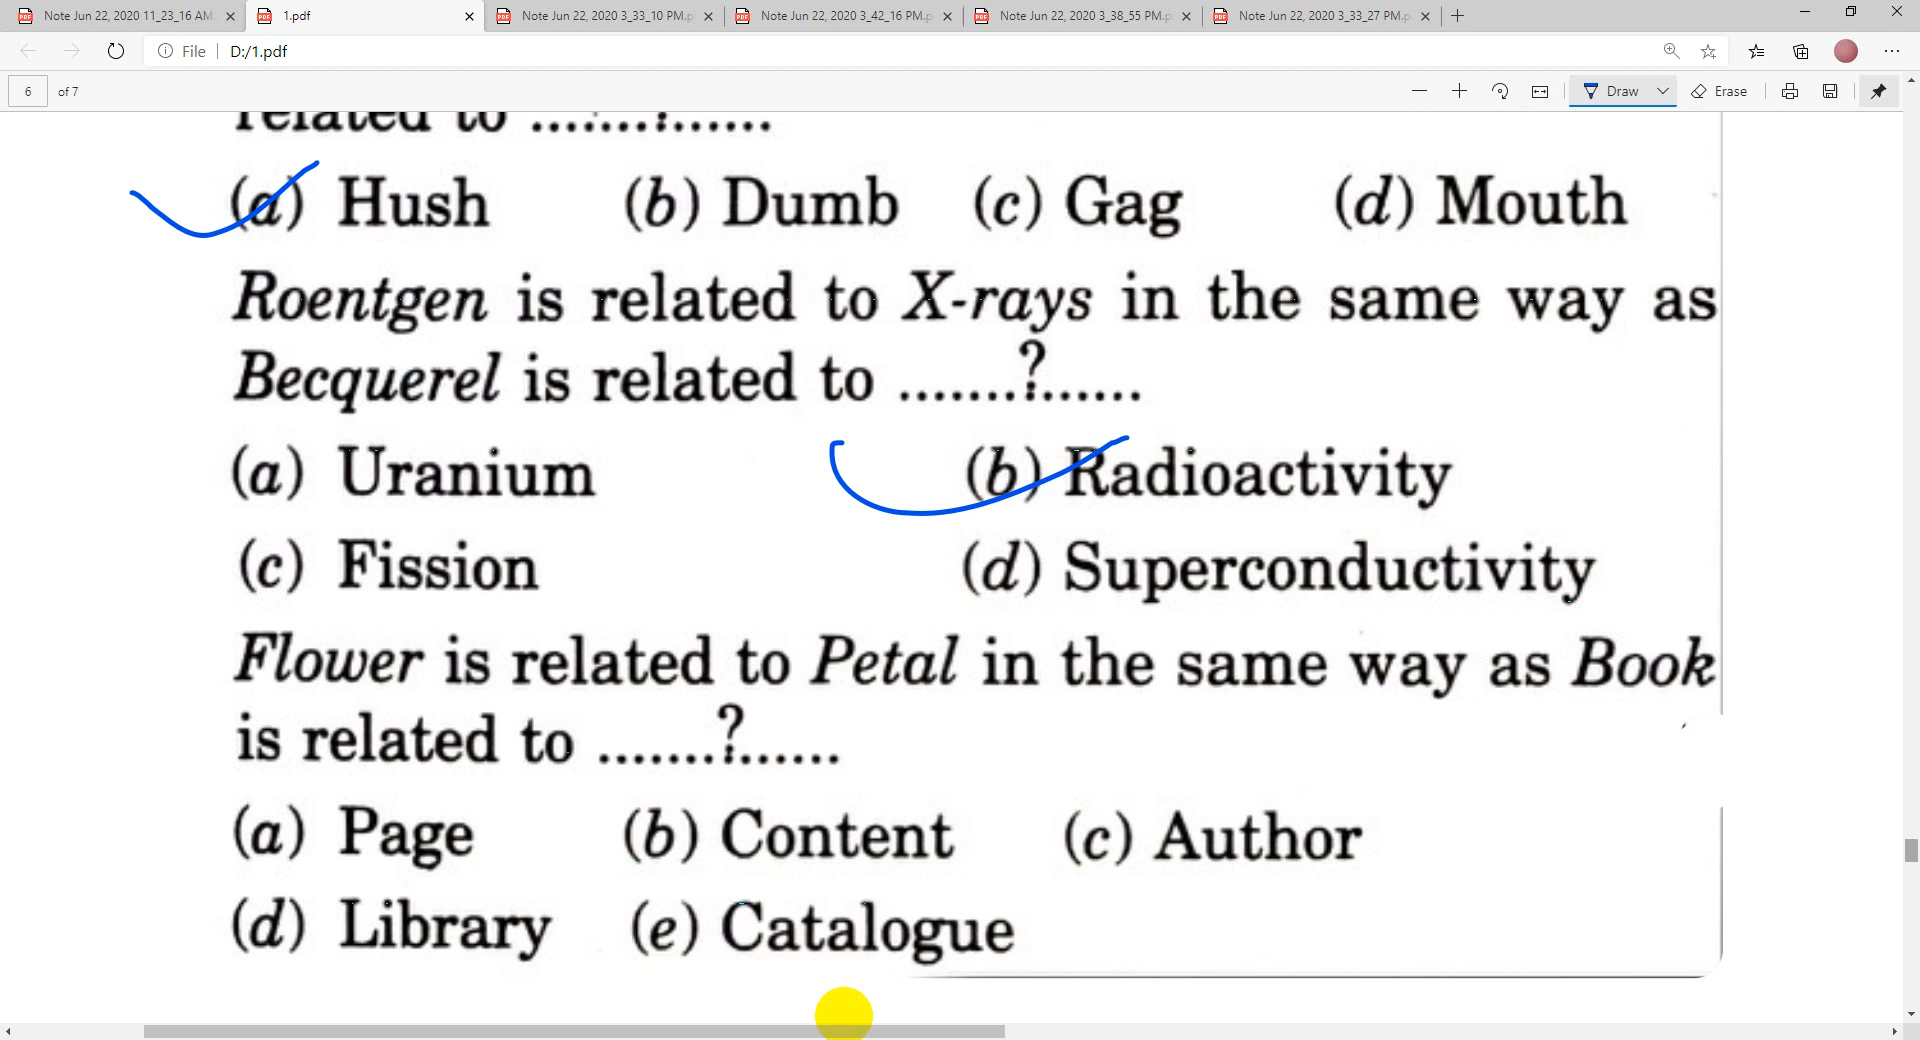 Note Jun 22, 2020 11_23_16 AM.
1.pdf
Note Jun 22, 2020 3_33_10 PM.p
Note Jun 22, 2020 3_42_16 PM.p
Note Jun 22, 2020 3_38_55 PM.p
Note Jun 22, 2020 3_33_27 PM.p
File D:/1.pdf
6 of 7
Draw Erase
related to .......?......
(a) Hush (b) Dumb (c) Gag (d) Mouth
Roentgen is related to X-rays in the same way as
Becquerel is related to .......?......
(a) Uranium (b) Radioactivity
(c) Fission (d) Superconductivity
Flower is related to Petal in the same way as Book
is related to .......?......
(a) Page (b) Content (c) Author
(d) Library (e) Catalogue